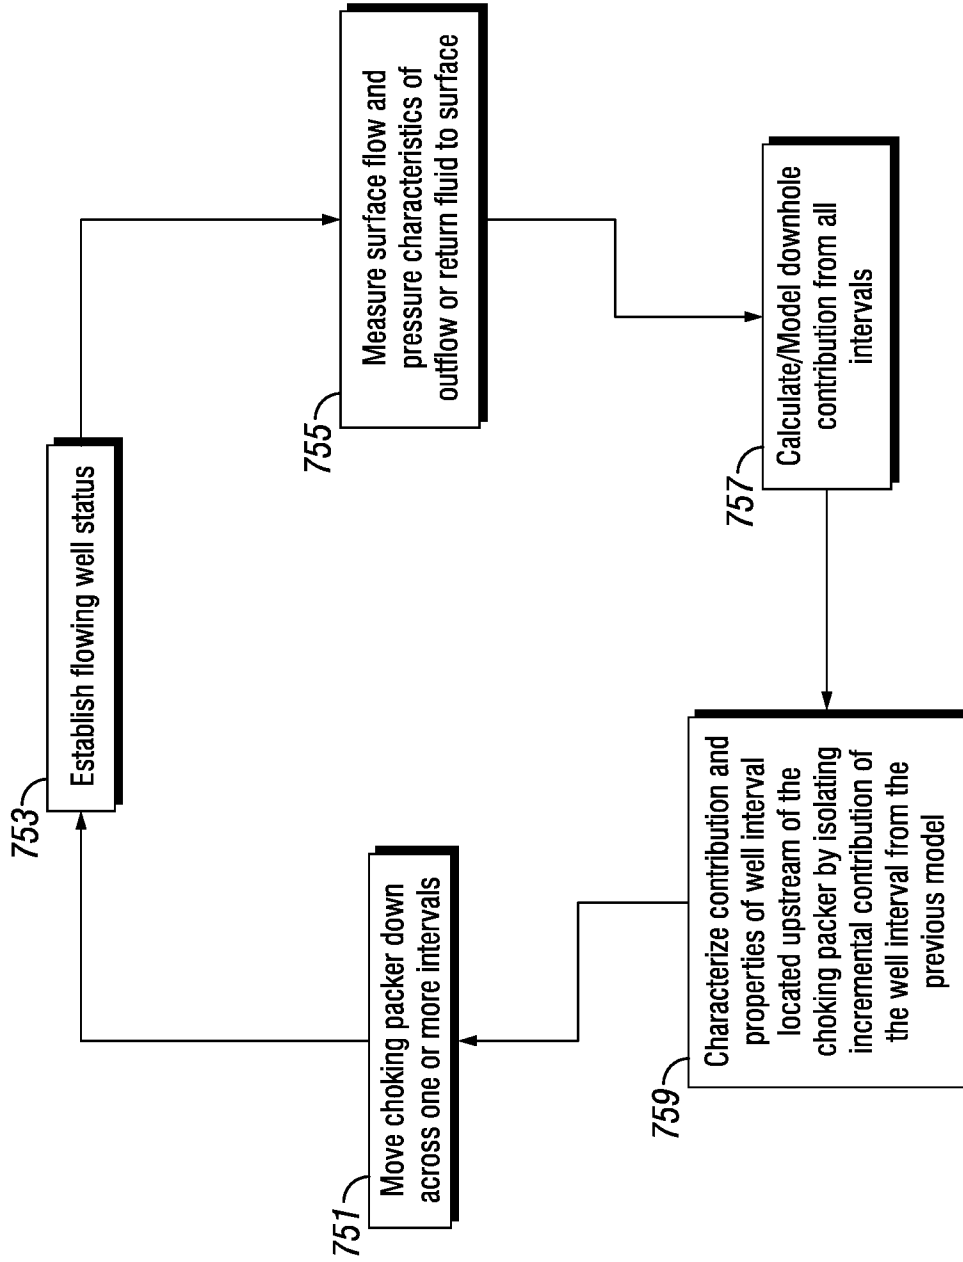 753
Establish flowing well status
755
Measure surface flow and
pressure characteristics of
outflow or return fluid to surface
757
Calculate/Model downhole
contribution from all
intervals
759
Characterize contribution and
properties of well interval
located upstream of the
choking packer by isolating
incremental contribution of
the well interval from the
previous model
751
Move choking packer down
across one or more intervals